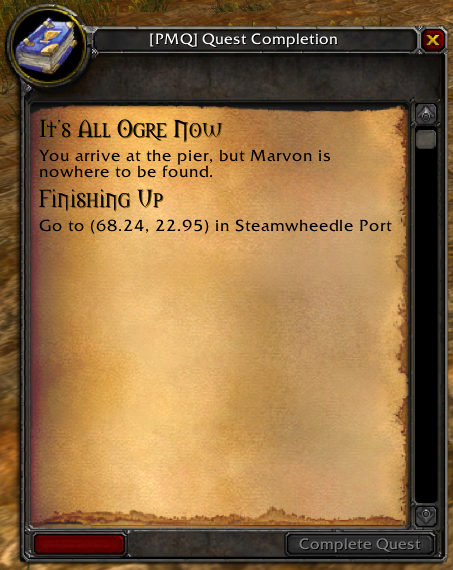 [PMQ] Quest Completion
It's All Ogre Now
You arrive at the pier, but Marvon is
nowhere to be found.
Finishing Up
Go to (68.24, 22.95) in Steamwheedle Port
Complete Quest